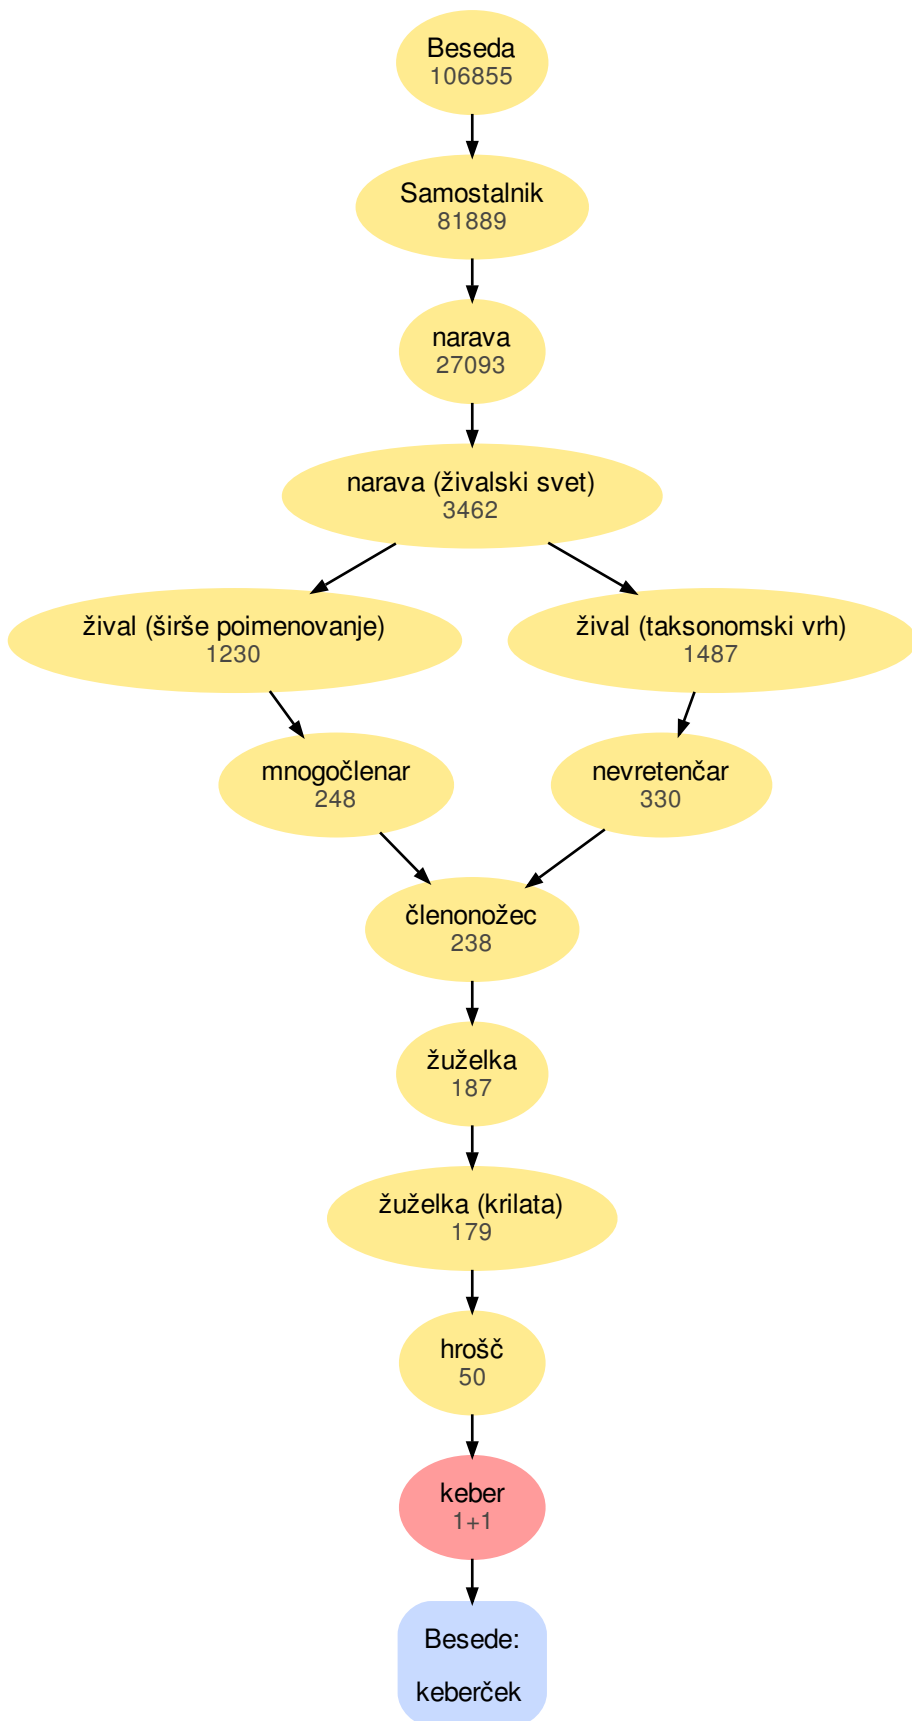 Beseda
106855
Samostalnik
81889
narava
27093
narava (živalski svet)
3462
žival (širše poimenovanje)
1230
žival (taksonomski vrh)
1487
mnogočlenar
248
nevretenčar
330
členonožec
238
žuželka
187
žuželka (krilata)
179
hrošč
50
keber
1+1
Besede:
keberček